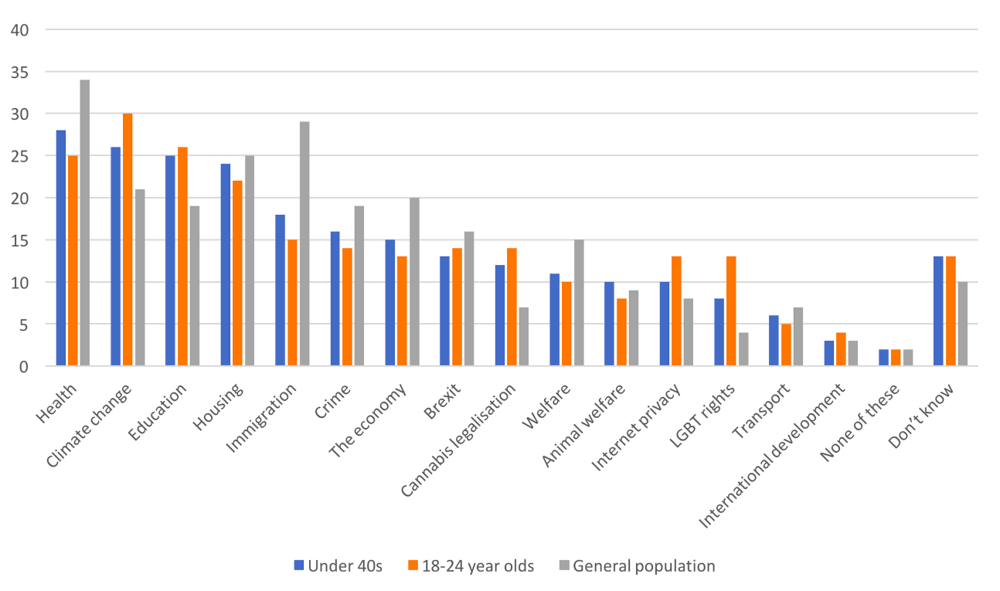 40
35
30
25
20
15
10
5
0
Health
Climate change
Education
Housing
Immigration
Crime
The economy
Brexit
Cannabis legalisation
Welfare
Animal welfare
Internet privacy
LGBT rights
Transport
International development
None of these
Don’t know
Under 40s 18-24 year olds General population